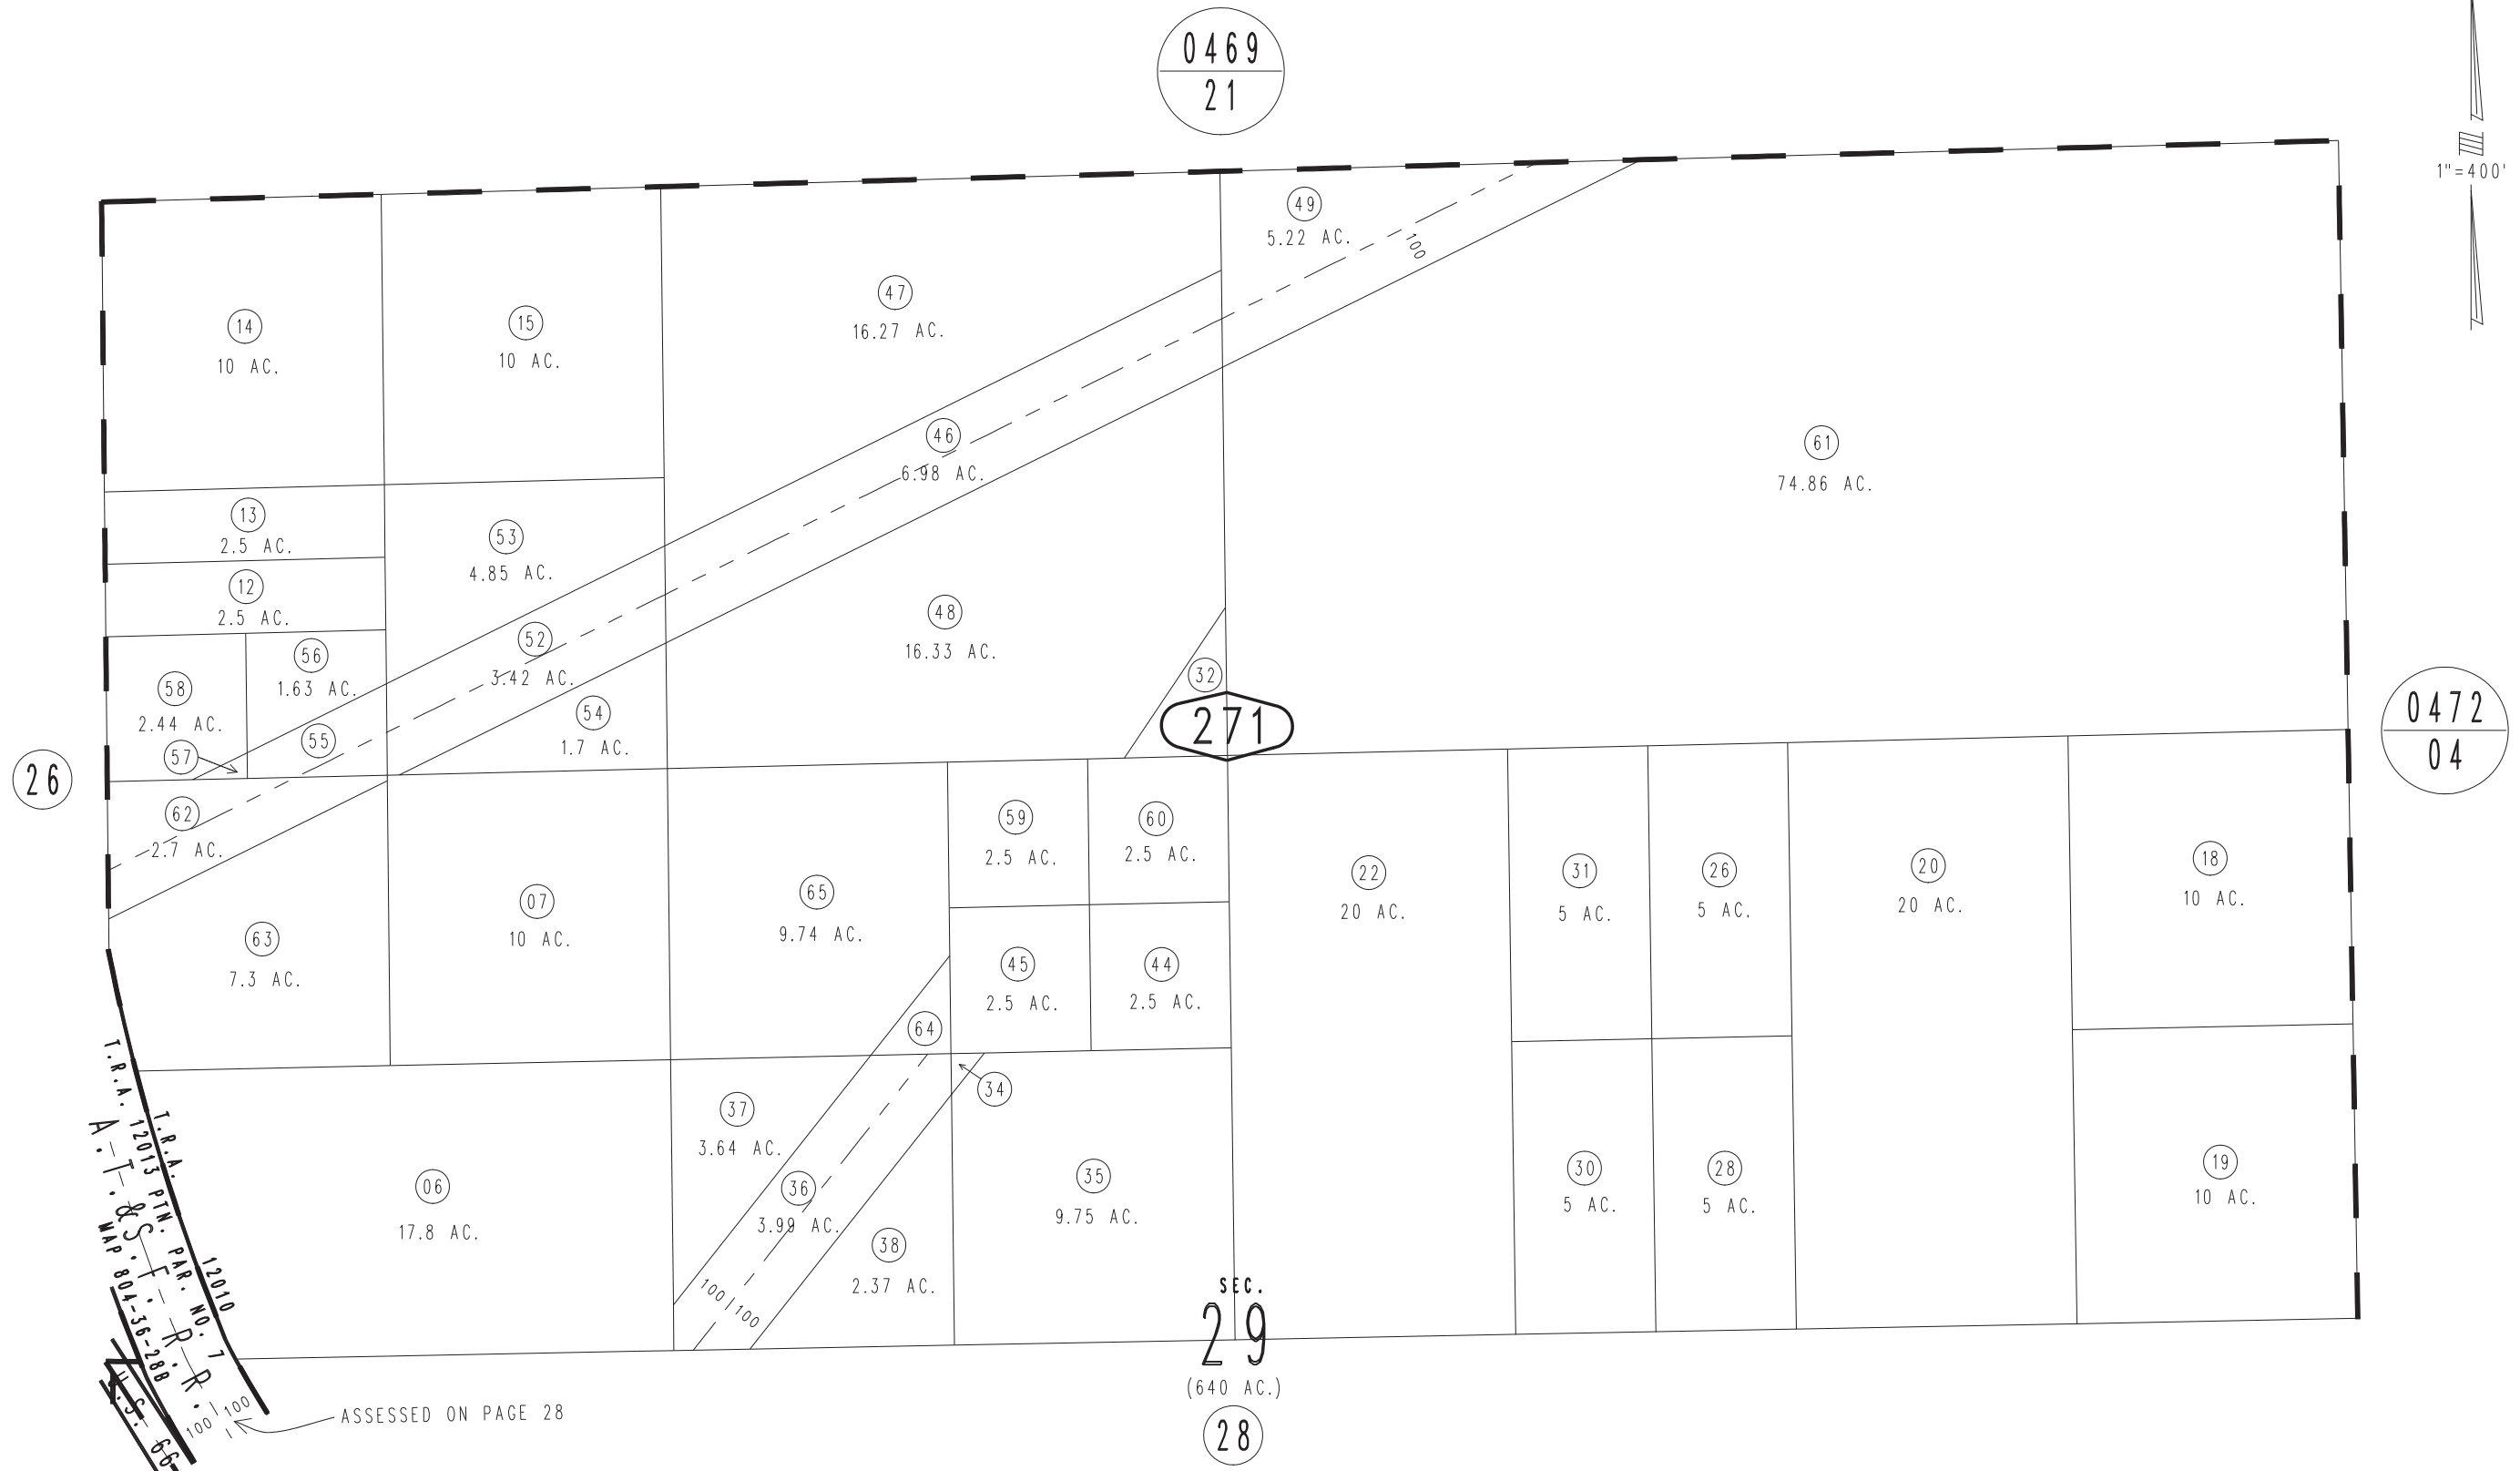 0469
21
1"=400'
49
5.22 AC.
100
47
16.27 AC.
14
10 AC.
15
10 AC.
46
6.98 AC.
61
74.86 AC.
13
2.5 AC.
53
4.85 AC.
12
2.5 AC.
52
3.42 AC.
48
16.33 AC.
56
1.63 AC.
58
2.44 AC.
32
54
1.7 AC.
55
57
271
0472
04
26
62
2.7 AC.
59
2.5 AC.
60
2.5 AC.
22
20 AC.
31
5 AC.
26
5 AC.
20
20 AC.
18
10 AC.
63
7.3 AC.
07
10 AC.
65
9.74 AC.
45
2.5 AC.
44
2.5 AC.
64
34
37
3.64 AC.
36
3.99 AC.
35
9.75 AC.
30
5 AC.
28
5 AC.
19
10 AC.
06
17.8 AC.
38
2.37 AC.
100 100
T.R.A. 12013 PTN. PAR. NO. 7
T.R.A. 12010
A.T. & S. F. R.R.
MAP 804-36-28B
U.S. 66
100 100
SEC.
29
(640 AC.)
28
ASSESSED ON PAGE 28